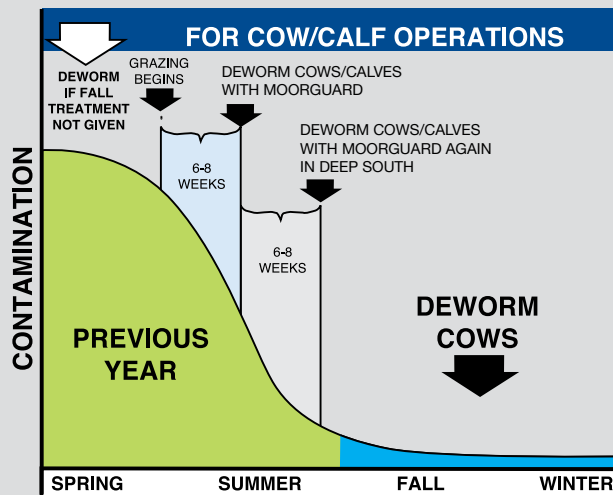 FOR COW/CALF OPERATIONS
DEWORM
IF FALL
TREATMENT
NOT GIVEN
GRAZING
BEGINS
DEWORM COWS/CALVES
WITH MOORGUARD
DEWORM COWS/CALVES
WITH MOORGUARD AGAIN
IN DEEP SOUTH
6-8
WEEKS
6-8
WEEKS
CONTAMINATION
PREVIOUS
YEAR
DEWORM
COWS
SPRING
SUMMER
FALL
WINTER